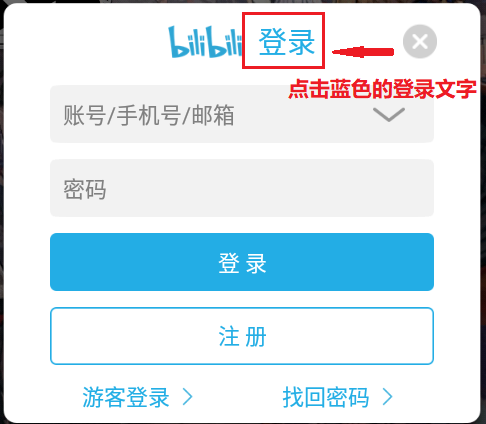 bilibili 登录
点击蓝色的登录文字
账号/手机号/邮箱
密码
登录
注册
游客登录 >
找回密码 >